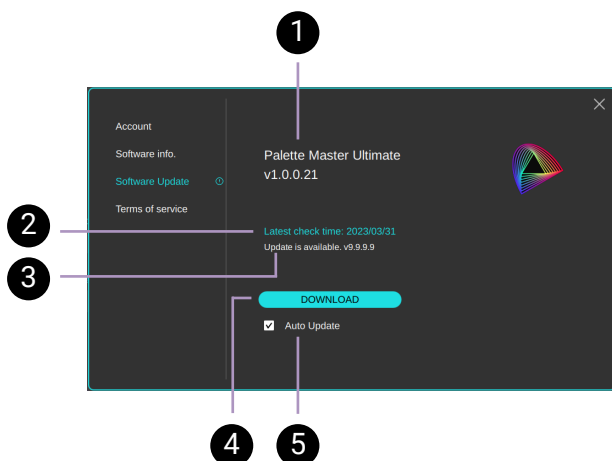 1
Account
Software info.
Software Update
Terms of service
Palette Master Ultimate
v1.0.0.21
2
Latest check time: 2023/03/31
Update is available. v9.9.9.9
3
DOWNLOAD
Auto Update
4
5